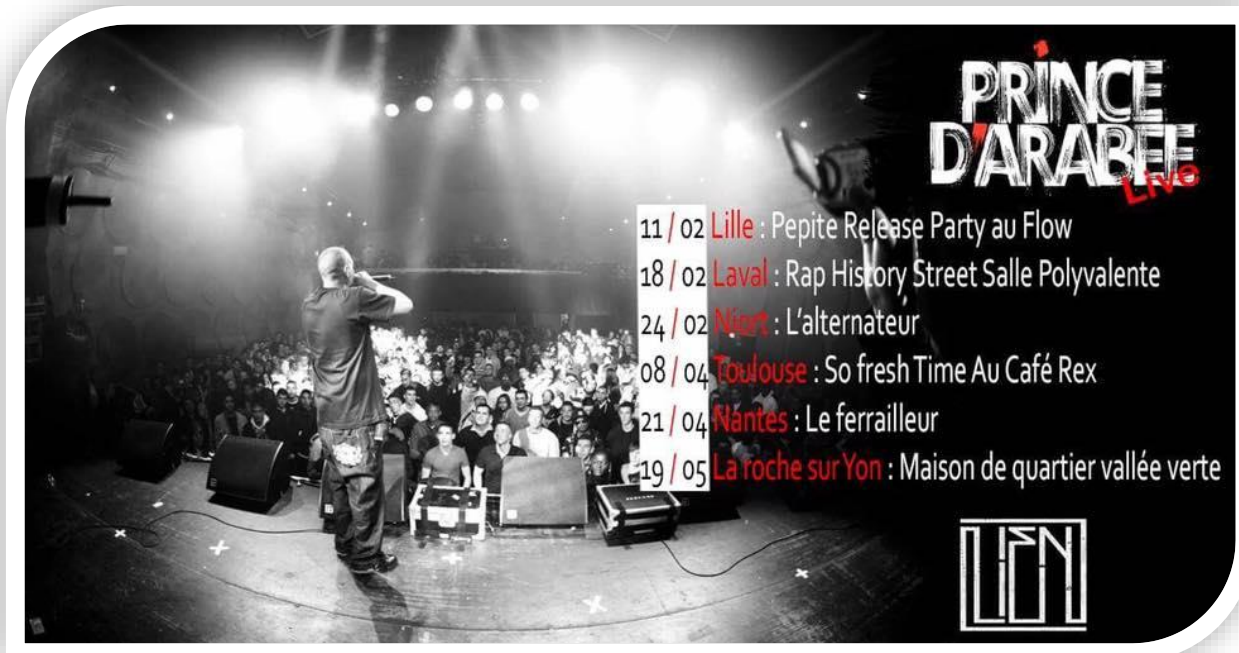 PRINCE
D'ARABEE
Live
11 / 02 Lille : Pepite Release Party au Flow
18 / 02 Laval : Rap History Street Salle Polyvalente
24 / 02 Niort : L'alternateur
08 / 04 Toulouse : So fresh Time Au Café Rex
21 / 04 Nantes : Le ferrailleur
19 / 05 La roche sur Yon : Maison de quartier vallée verte
LIEN